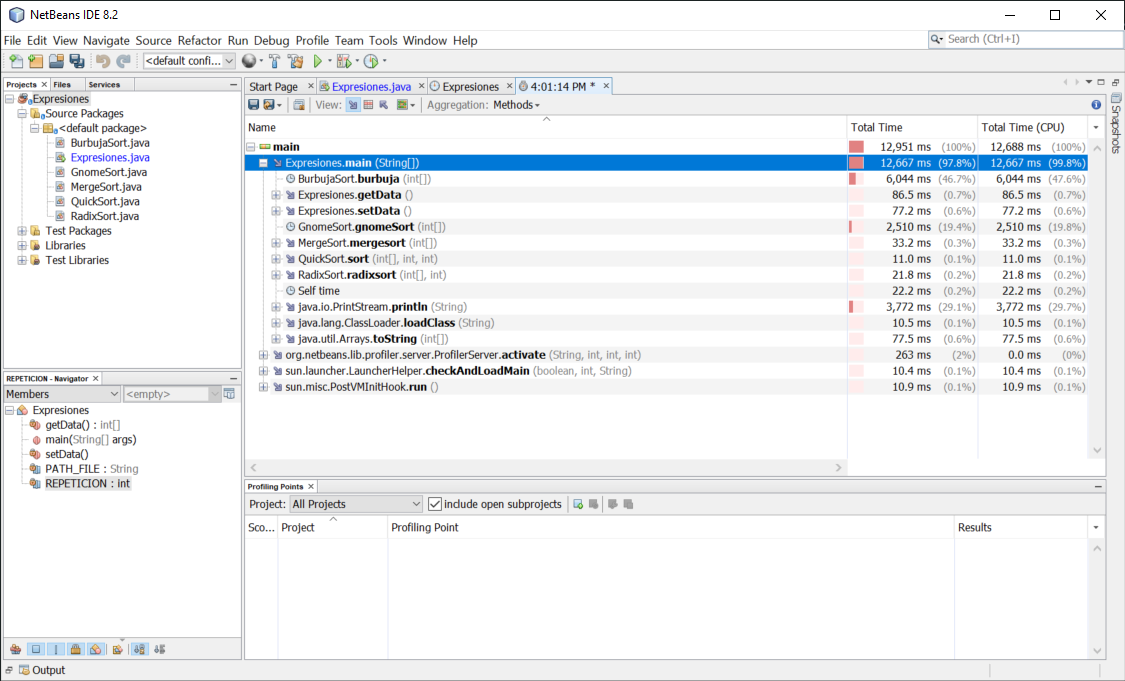 NetBeans IDE 8.2
File Edit View Navigate Source Refactor Run Debug Profile Team Tools Window Help
Search (Ctrl+I)
<default confi...
Projects Files Services
Expresiones
Source Packages
<default package>
BurbujaSort.java
Expresiones.java
GnomeSort.java
MergeSort.java
QuickSort.java
RadixSort.java
Test Packages
Libraries
Test Libraries
REPETICION - Navigator
Members <empty>
Expresiones
getData() : int[]
main(String[] args)
setData()
PATH_FILE : String
REPETICION : int
Start Page Expresiones.java Expresiones 4:01:14 PM *
View: Aggregation: Methods
Name Total Time Total Time (CPU)
main 12,951 ms (100%) 12,688 ms (100%)
Expresiones.main (String[]) 12,667 ms (97.8%) 12,667 ms (99.8%)
BurbujaSort.burbuja (int[]) 6,044 ms (46.7%) 6,044 ms (47.6%)
Expresiones.getData () 86.5 ms (0.7%) 86.5 ms (0.7%)
Expresiones.setData () 77.2 ms (0.6%) 77.2 ms (0.6%)
GnomeSort.gnomeSort (int[]) 2,510 ms (19.4%) 2,510 ms (19.8%)
MergeSort.mergesort (int[]) 33.2 ms (0.3%) 33.2 ms (0.3%)
QuickSort.sort (int[], int, int) 11.0 ms (0.1%) 11.0 ms (0.1%)
RadixSort.radixsort (int[], int) 21.8 ms (0.2%) 21.8 ms (0.2%)
Self time 22.2 ms (0.2%) 22.2 ms (0.2%)
java.io.PrintStream.println (String) 3,772 ms (29.1%) 3,772 ms (29.7%)
java.lang.ClassLoader.loadClass (String) 10.5 ms (0.1%) 10.5 ms (0.1%)
java.util.Arrays.toString (int[]) 77.5 ms (0.6%) 77.5 ms (0.6%)
org.netbeans.lib.profiler.server.ProfilerServer.activate (String, int, int, int) 263 ms (2%) 0.0 ms (0%)
sun.launcher.LauncherHelper.checkAndLoadMain (boolean, int, String) 10.4 ms (0.1%) 10.4 ms (0.1%)
sun.misc.PostVMInitHook.run () 10.9 ms (0.1%) 10.9 ms (0.1%)
Snapshots
Profiling Points
Project: All Projects include open subprojects
Sco... Project Profiling Point Results
Output